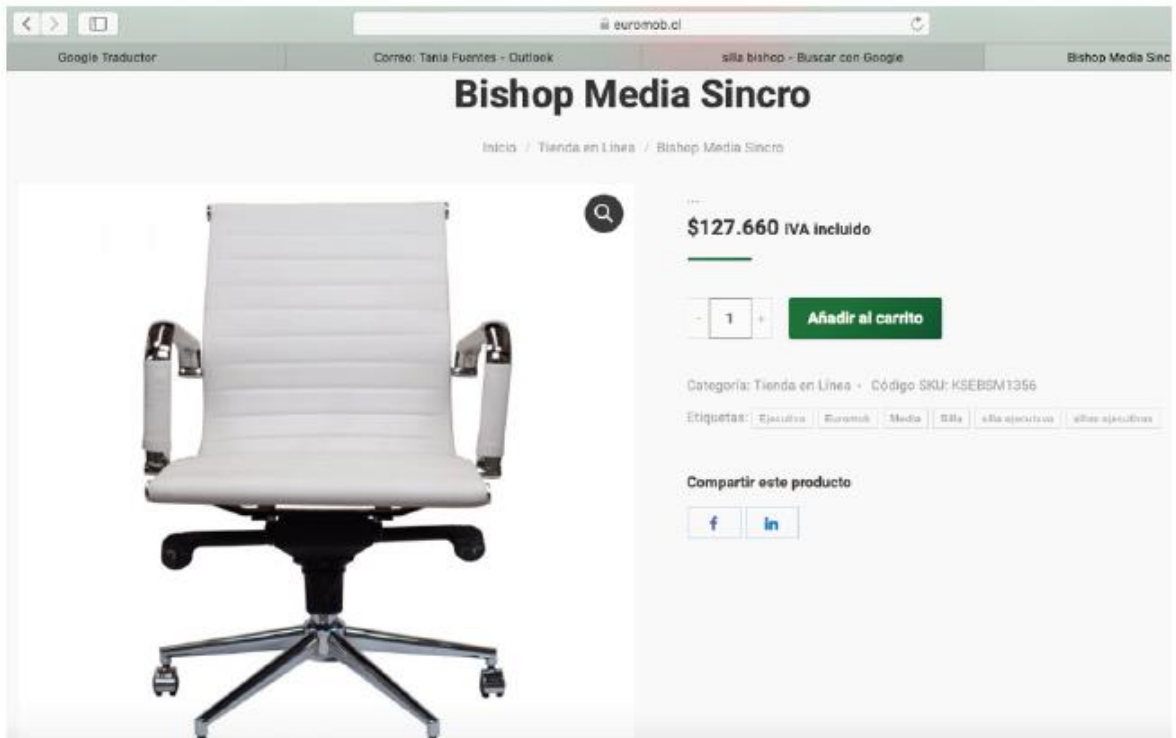 euromob.cl
Google Traductor
Correo: Tania Fuentes - Outlook
silla bishop - Buscar con Google
Bishop Media Sinc
Bishop Media Sincro
Inicio / Tienda en Línea / Bishop Media Sincro
...
$127.660 IVA incluido
- 1 +
Añadir al carrito
Categoría: Tienda en Línea - Código SKU: KSEBSM1356
Etiquetas: Ejecutiva Euromob Media Silla silla ejecutiva sillas ejecutivas
Compartir este producto
f in